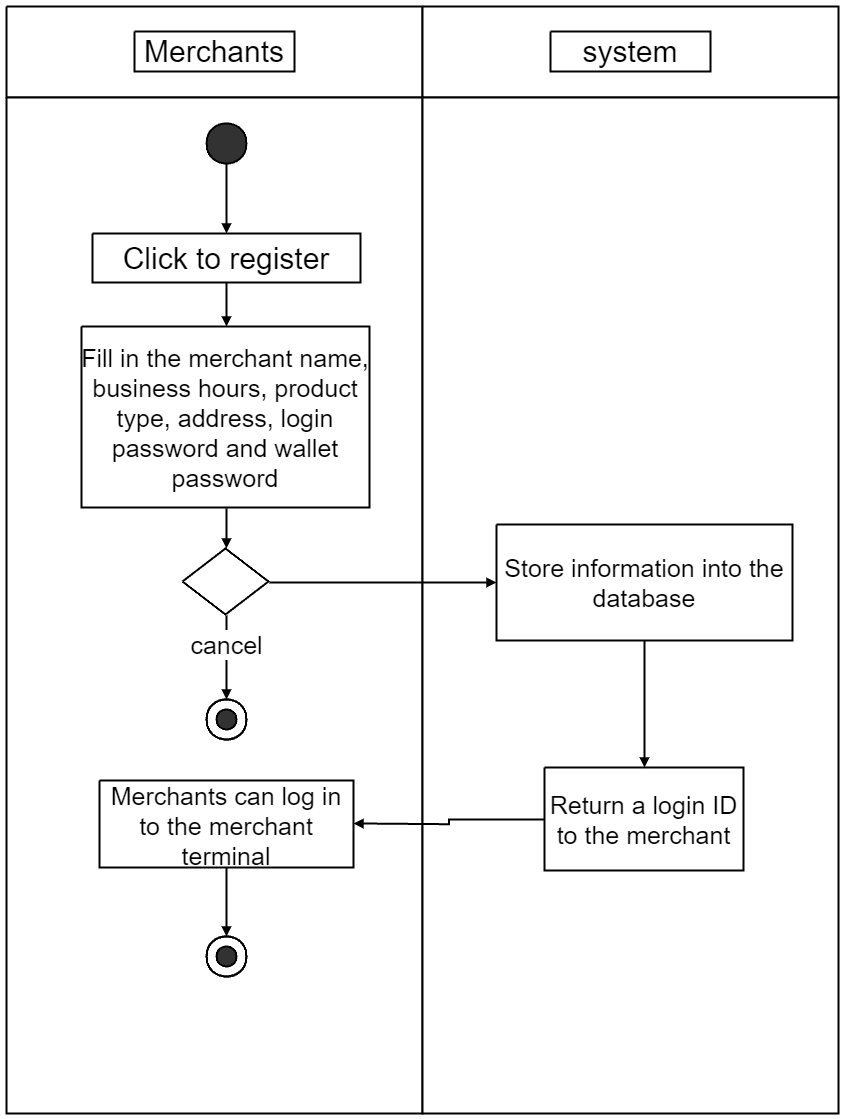 Merchants
system
Click to register
Fill in the merchant name,
business hours, product
type, address, login
password and wallet
password
Store information into the
database
cancel
Return a login ID
to the merchant
Merchants can log in
to the merchant
terminal